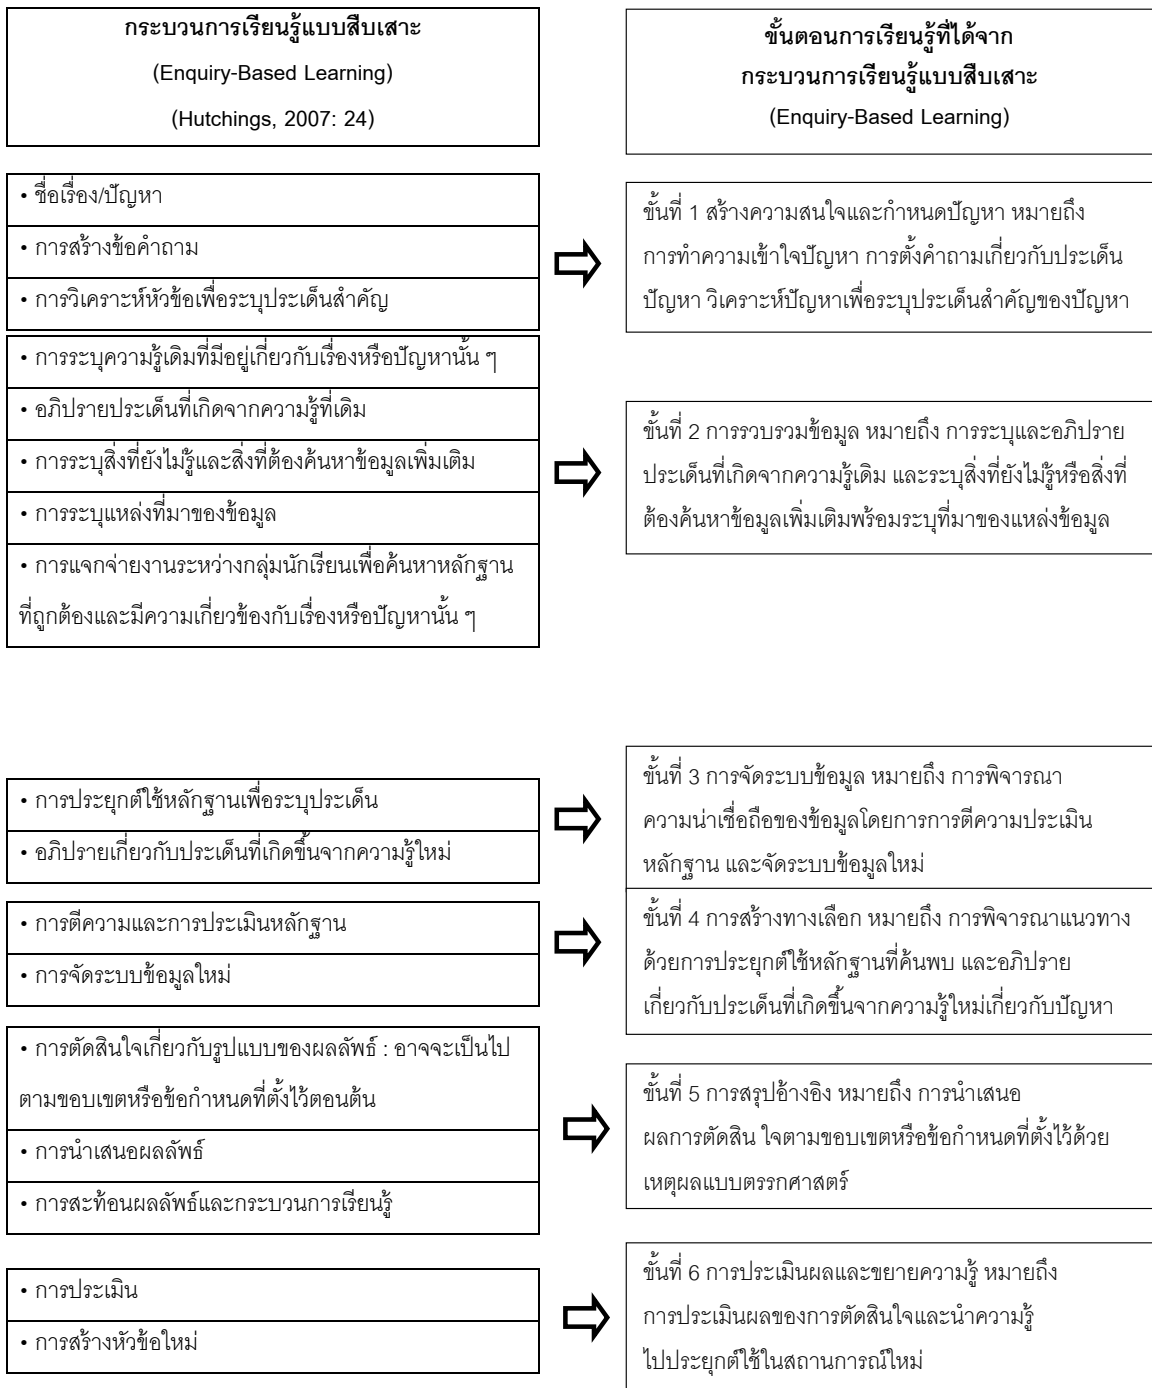 กระบวนการเรียนรู้แบบสืบเสาะ
(Enquiry-Based Learning)
(Hutchings, 2007: 24)
ขั้นตอนการเรียนรู้ที่ได้จาก
กระบวนการเรียนรู้แบบสืบเสาะ
(Enquiry-Based Learning)
• ชื่อเรื่อง/ปัญหา
• การสร้างข้อคำถาม
• การวิเคราะห์หัวข้อเพื่อระบุประเด็นสำคัญ
ขั้นที่ 1 สร้างความสนใจและกำหนดปัญหา หมายถึง
การทำความเข้าใจปัญหา การตั้งคำถามเกี่ยวกับประเด็น
ปัญหา วิเคราะห์ปัญหาเพื่อระบุประเด็นสำคัญของปัญหา
• การระบุความรู้เดิมที่มีอยู่เกี่ยวกับเรื่องหรือปัญหานั้น ๆ
• อภิปรายประเด็นที่เกิดจากความรู้ที่เดิม
• การระบุสิ่งที่ยังไม่รู้และสิ่งที่ต้องค้นหาข้อมูลเพิ่มเติม
• การระบุแหล่งที่มาของข้อมูล
• การแจกจ่ายงานระหว่างกลุ่มนักเรียนเพื่อค้นหาหลักฐาน
ที่ถูกต้องและมีความเกี่ยวข้องกับเรื่องหรือปัญหานั้น ๆ
ขั้นที่ 2 การรวบรวมข้อมูล หมายถึง การระบุและอภิปราย
ประเด็นที่เกิดจากความรู้เดิม และระบุสิ่งที่ยังไม่รู้หรือสิ่งที่
ต้องค้นหาข้อมูลเพิ่มเติมพร้อมระบุที่มาของแหล่งข้อมูล
• การประยุกต์ใช้หลักฐานเพื่อระบุประเด็น
• อภิปรายเกี่ยวกับประเด็นที่เกิดขึ้นจากความรู้ใหม่
ขั้นที่ 3 การจัดระบบข้อมูล หมายถึง การพิจารณา
ความน่าเชื่อถือของข้อมูลโดยการการตีความประเมิน
หลักฐาน และจัดระบบข้อมูลใหม่
• การตีความและการประเมินหลักฐาน
• การจัดระบบข้อมูลใหม่
ขั้นที่ 4 การสร้างทางเลือก หมายถึง การพิจารณาแนวทาง
ด้วยการประยุกต์ใช้หลักฐานที่ค้นพบ และอภิปราย
เกี่ยวกับประเด็นที่เกิดขึ้นจากความรู้ใหม่เกี่ยวกับปัญหา
• การตัดสินใจเกี่ยวกับรูปแบบของผลลัพธ์ : อาจจะเป็นไป
ตามขอบเขตหรือข้อกำหนดที่ตั้งไว้ตอนต้น
• การนำเสนอผลลัพธ์
• การสะท้อนผลลัพธ์และกระบวนการเรียนรู้
ขั้นที่ 5 การสรุปอ้างอิง หมายถึง การนำเสนอ
ผลการตัดสิน ใจตามขอบเขตหรือข้อกำหนดที่ตั้งไว้ด้วย
เหตุผลแบบตรรกศาสตร์
• การประเมิน
• การสร้างหัวข้อใหม่
ขั้นที่ 6 การประเมินผลและขยายความรู้ หมายถึง
การประเมินผลของการตัดสินใจและนำความรู้
ไปประยุกต์ใช้ในสถานการณ์ใหม่